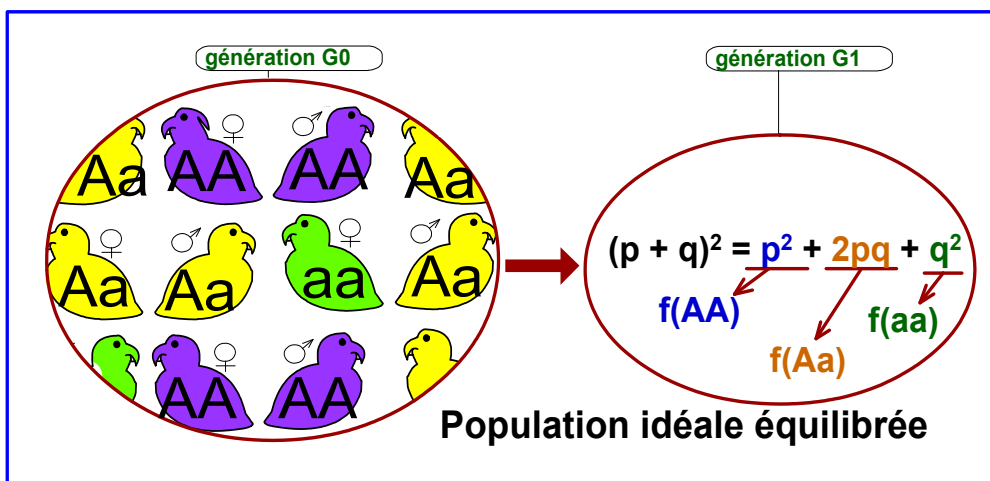 génération G0
génération G1
Aa AA AA Aa
Aa Aa aa Aa
AA AA
(p + q)² = p² + 2pq + q²
f(AA) f(aa)
f(Aa)
Population idéale équilibrée